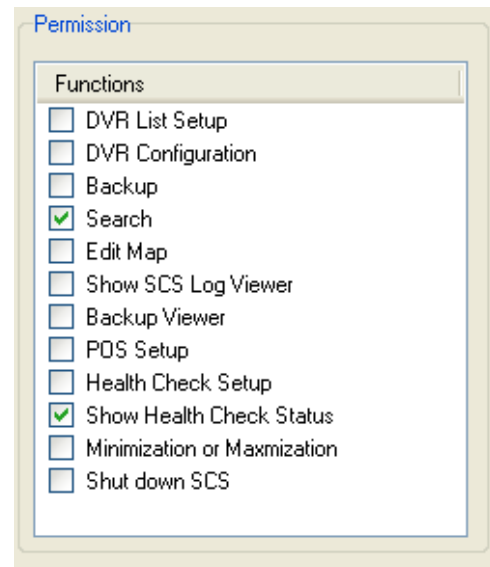 Permission
Functions
DVR List Setup
DVR Configuration
Backup
Search
Edit Map
Show SCS Log Viewer
Backup Viewer
POS Setup
Health Check Setup
Show Health Check Status
Minimization or Maxmization
Shut down SCS